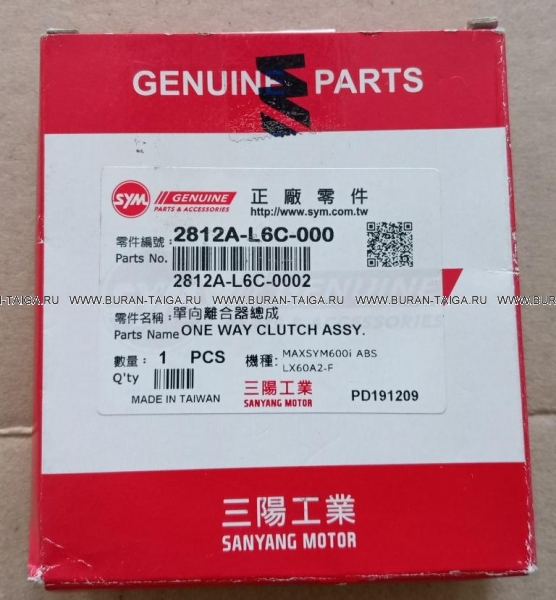 GENUINE PARTS
SYM GENUINE 正廠零件
PARTS & ACCESSORIES http://www.sym.com.tw
零件編號: 2812A-L6C-000
Parts No.
2812A-L6C-0002
WWW.BURAN-TAIGA.RU WWW.BURAN-TAIGA.RU WWW.BURAN-TAIGA.RU WWW.BURAN-TAIGA.RU
零件名稱: 單向離合器總成
Parts Name ONE WAY CLUTCH ASSY.
數量: 1 PCS 機種: MAXSYM600i ABS
Q'ty LX60A2-F
三陽工業
MADE IN TAIWAN SANYANG MOTOR PD191209
三陽工業
SANYANG MOTOR